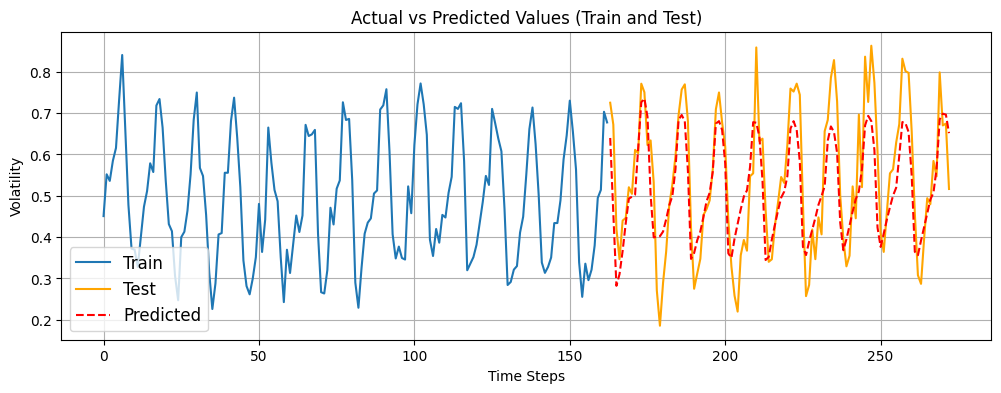 Actual vs Predicted Values (Train and Test)
Volatility
0.8
0.7
0.6
0.5
0.4
0.3
0.2
Train
Test
Predicted
0 50 100 150 200 250
Time Steps